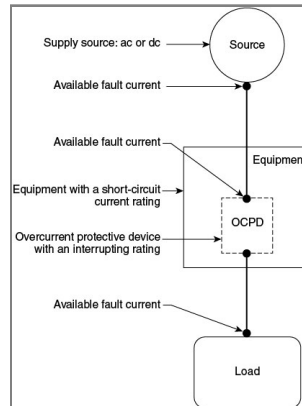 Supply source: ac or dc
Source
Available fault current
Available fault current
Equipmen
Equipment with a short-circuit
current rating
OCPD
Overcurrent protective device
with an interrupting rating
Available fault current
Load